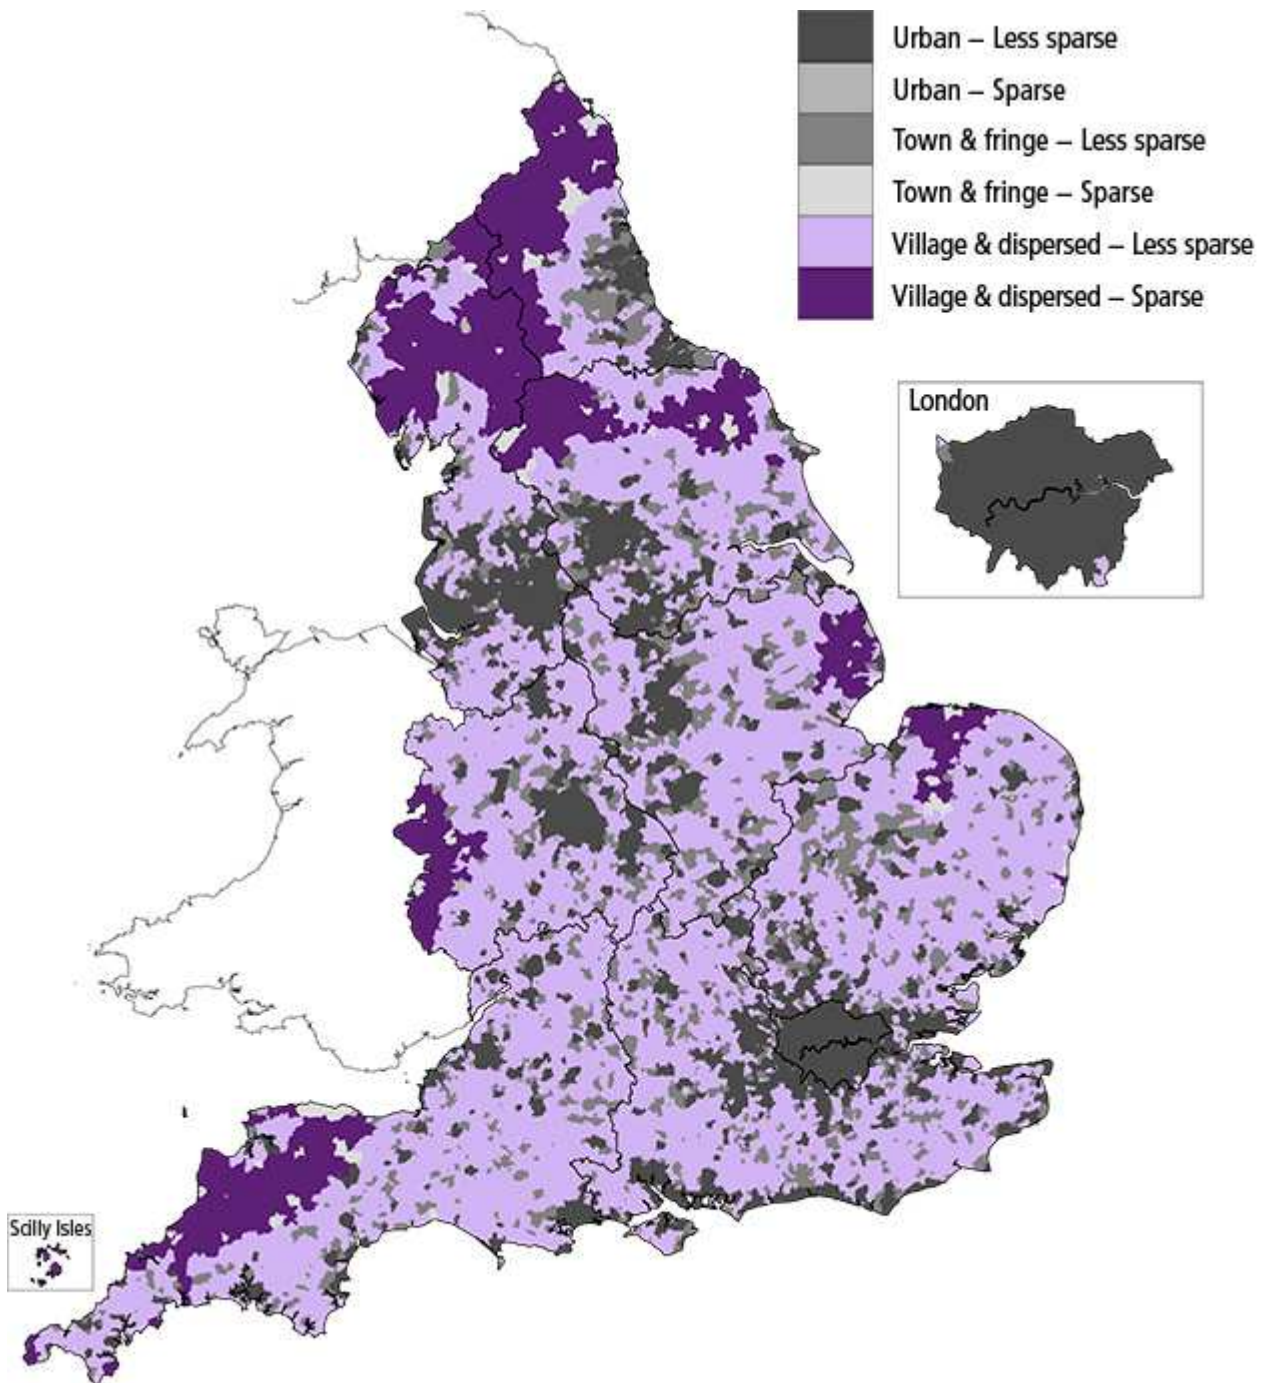 Urban – Less sparse
Urban – Sparse
Town & fringe – Less sparse
Town & fringe – Sparse
Village & dispersed – Less sparse
Village & dispersed – Sparse
London
Scilly Isles